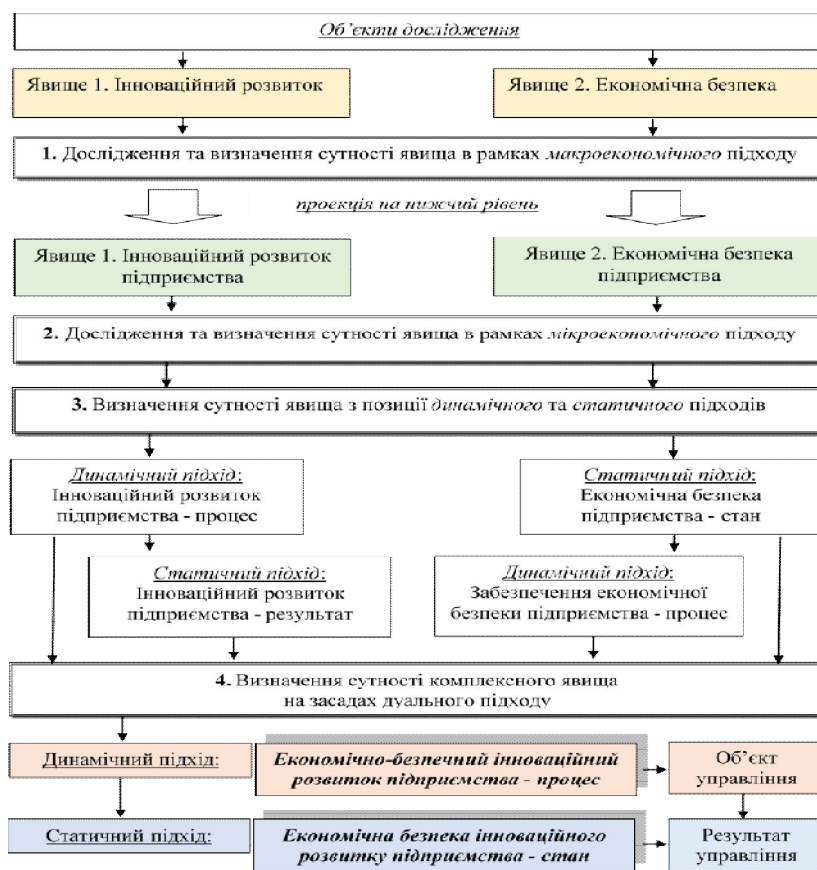 Об’єкти дослідження
Явище 1. Інноваційний розвиток
Явище 2. Економічна безпека
1. Дослідження та визначення сутності явища в рамках макроекономічного підходу
проекція на нижчий рівень
Явище 1. Інноваційний розвиток
підприємства
Явище 2. Економічна безпека
підприємства
2. Дослідження та визначення сутності явища в рамках мікроекономічного підходу
3. Визначення сутності явища з позиції динамічного та статичного підходів
Динамічний підхід:
Інноваційний розвиток
підприємства - процес
Статичний підхід:
Економічна безпека
підприємства - стан
Статичний підхід:
Інноваційний розвиток
підприємства - результат
Динамічний підхід:
Забезпечення економічної
безпеки підприємства - процес
4. Визначення сутності комплексного явища
на засадах дуального підходу
Динамічний підхід:
Економічно-безпечний інноваційний
розвиток підприємства - процес
Об’єкт
управління
Статичний підхід:
Економічна безпека інноваційного
розвитку підприємства - стан
Результат
управління